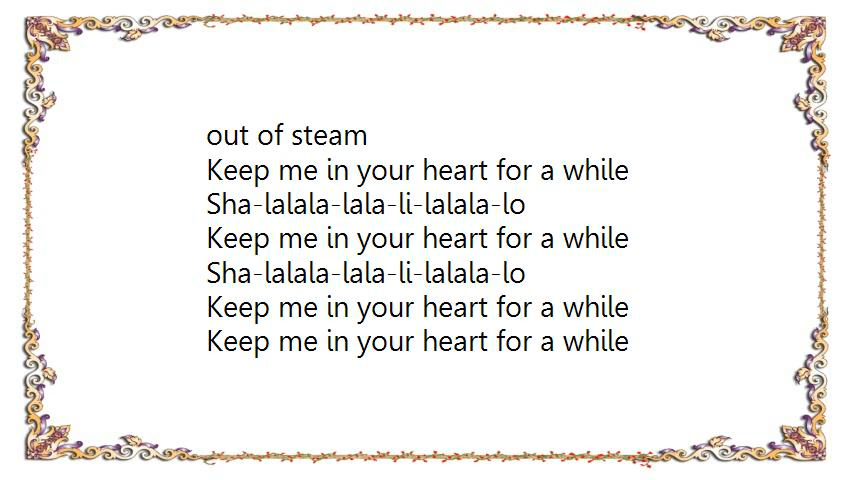 out of steam
Keep me in your heart for a while
Sha-lalala-lala-li-lalala-lo
Keep me in your heart for a while
Sha-lalala-lala-li-lalala-lo
Keep me in your heart for a while
Keep me in your heart for a while